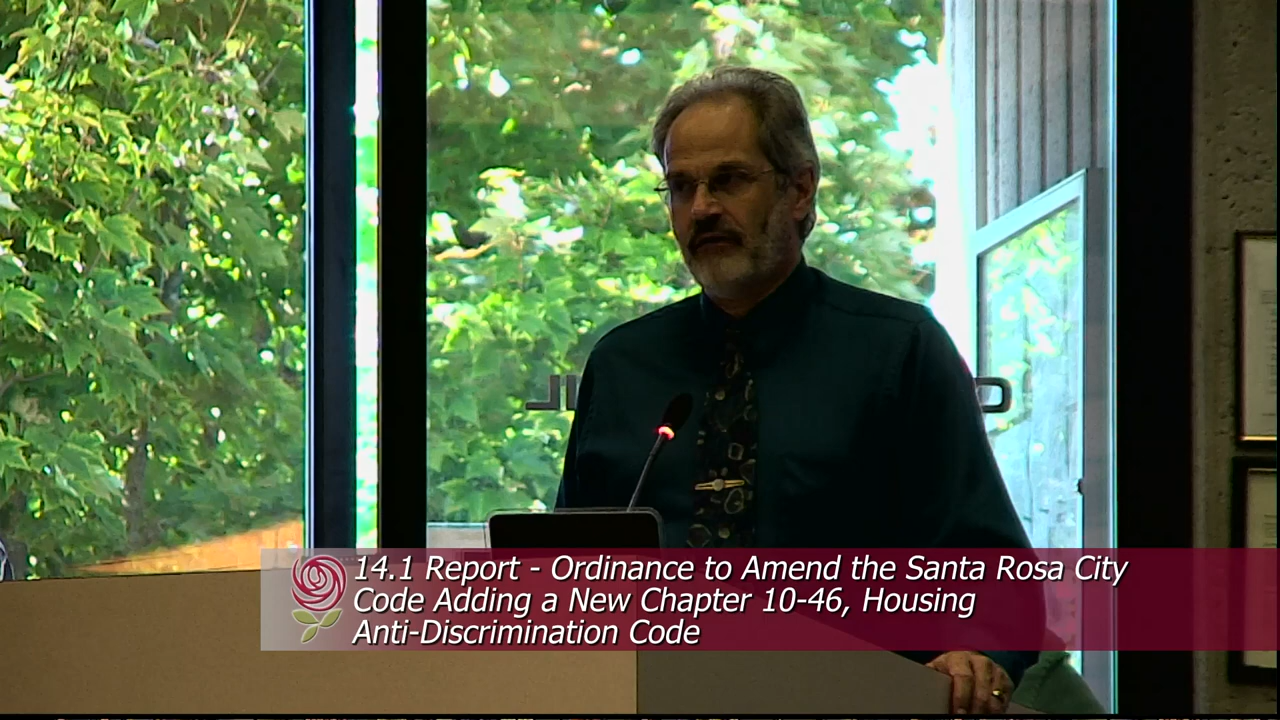 14.1 Report - Ordinance to Amend the Santa Rosa City
Code Adding a New Chapter 10-46, Housing
Anti-Discrimination Code